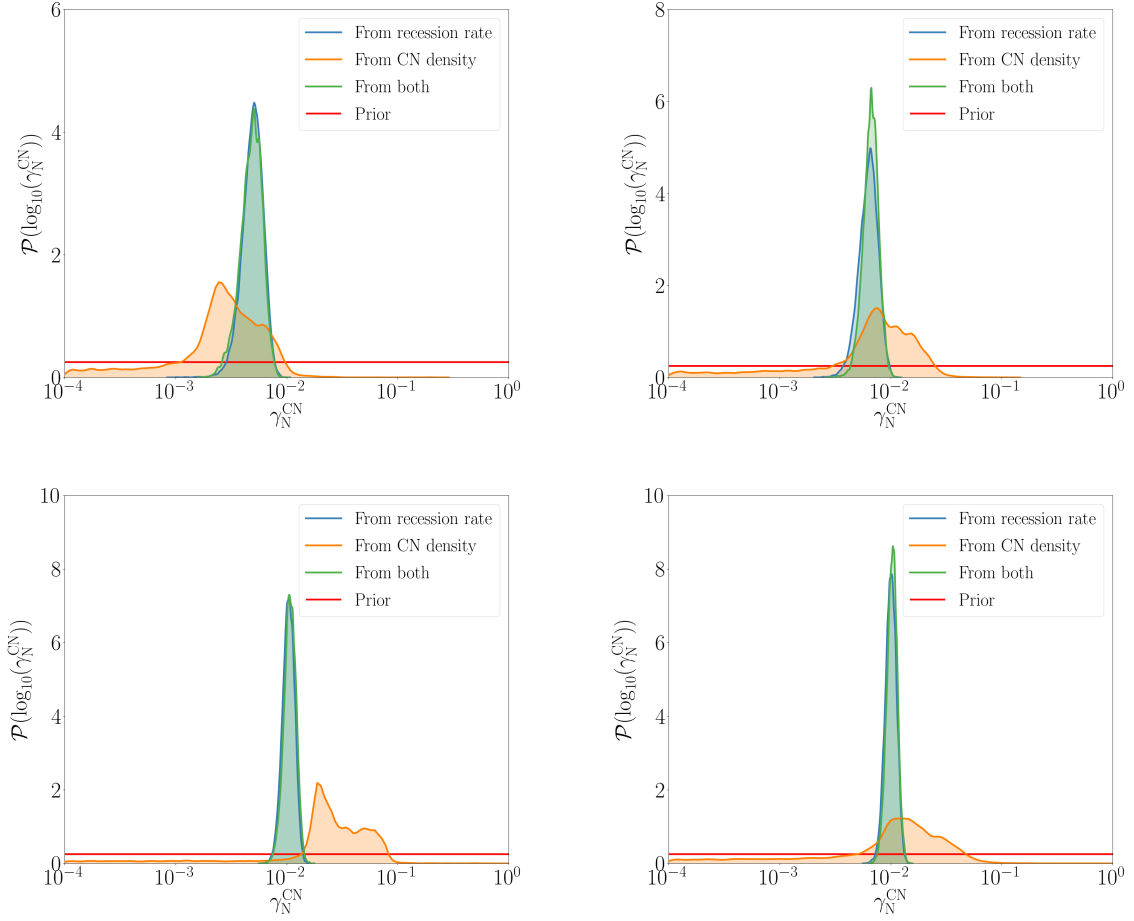 6
4
2
0
10⁻⁴
10⁻³
10⁻²
10⁻¹
10⁰
γ_N^CN
𝒫(log₁₀(γ_N^CN))
From recession rate
From CN density
From both
Prior
8
6
4
2
0
10⁻⁴
10⁻³
10⁻²
10⁻¹
10⁰
γ_N^CN
𝒫(log₁₀(γ_N^CN))
From recession rate
From CN density
From both
Prior
10
8
6
4
2
0
10⁻⁴
10⁻³
10⁻²
10⁻¹
10⁰
γ_N^CN
𝒫(log₁₀(γ_N^CN))
From recession rate
From CN density
From both
Prior
10
8
6
4
2
0
10⁻⁴
10⁻³
10⁻²
10⁻¹
10⁰
γ_N^CN
𝒫(log₁₀(γ_N^CN))
From recession rate
From CN density
From both
Prior